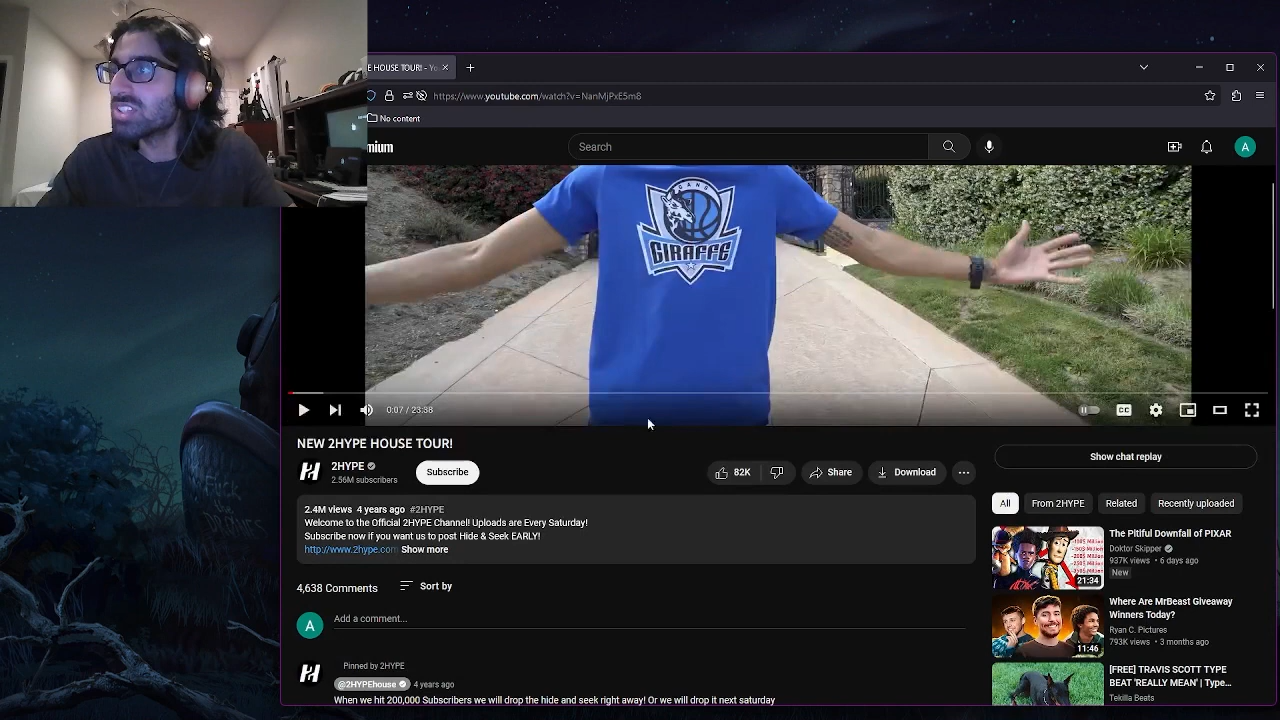 E HOUSE TOUR! - Yo
https://www.youtube.com/watch?v=NanMjPxE5m8
No content
mium
Search
A
CANS
GIRAFFE
0:07 / 23:38
CC
NEW 2HYPE HOUSE TOUR!
2HYPE
2.56M subscribers
Subscribe
82K
Share
Download
Show chat replay
2.4M views 4 years ago #2HYPE
Welcome to the Official 2HYPE Channel! Uploads are Every Saturday!
Subscribe now if you want us to post Hide & Seek EARLY!
http://www.2hype.com Show more
All
From 2HYPE
Related
Recently uploaded
The Pitiful Downfall of PIXAR
Doktor Skipper
937K views • 6 days ago
New
21:34
Where Are MrBeast Giveaway
Winners Today?
Ryan C. Pictures
793K views • 3 months ago
11:46
[FREE] TRAVIS SCOTT TYPE
BEAT 'REALLY MEAN' | Type...
Tekilla Beats
4,638 Comments
Sort by
A
Add a comment...
Pinned by 2HYPE
@2HYPEhouse 4 years ago
When we hit 200,000 Subscribers we will drop the hide and seek right away! Or we will drop it next saturday